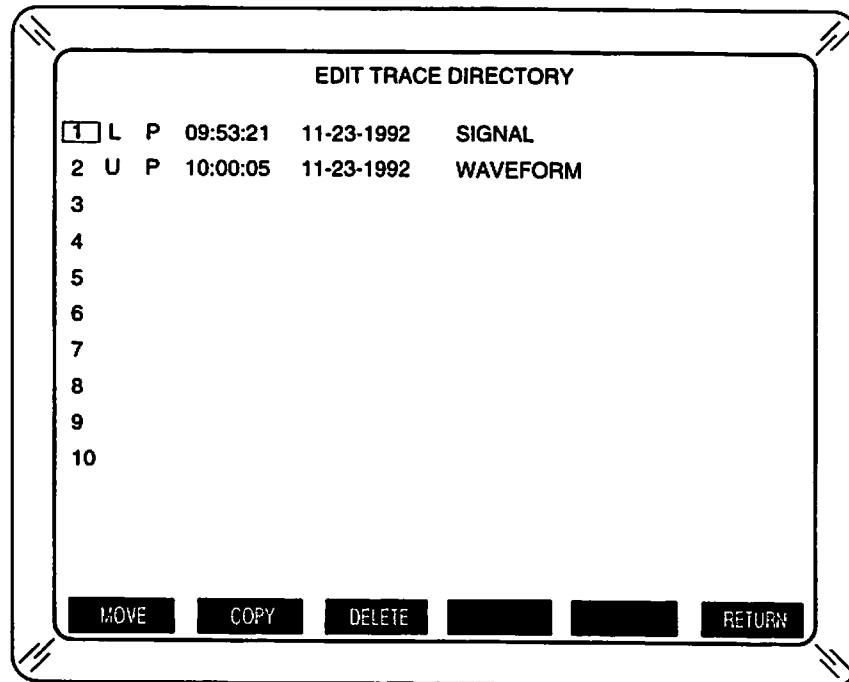 EDIT TRACE DIRECTORY
1 L P 09:53:21 11-23-1992 SIGNAL
2 U P 10:00:05 11-23-1992 WAVEFORM
3
4
5
6
7
8
9
10
MOVE COPY DELETE RETURN